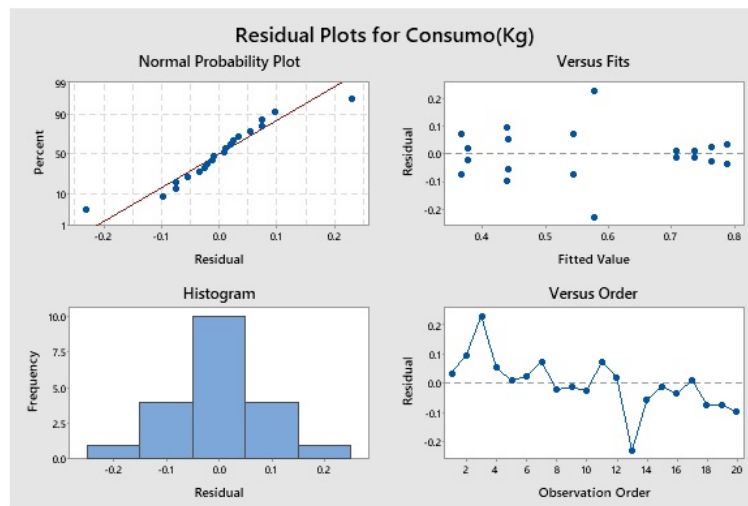 Residual Plots for Consumo(Kg)
Normal Probability Plot
99
90
50
10
1
Percent
-0.2 -0.1 0.0 0.1 0.2
Residual
Versus Fits
0.2
0.1
0.0
-0.1
-0.2
Residual
0.4 0.5 0.6 0.7 0.8
Fitted Value
Histogram
10.0
7.5
5.0
2.5
0.0
Frequency
-0.2 -0.1 0.0 0.1 0.2
Residual
Versus Order
0.2
0.1
0.0
-0.1
-0.2
Residual
2 4 6 8 10 12 14 16 18 20
Observation Order